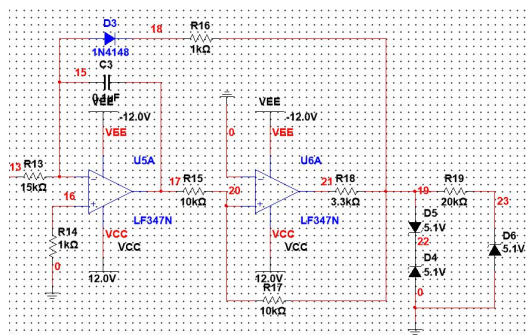 D3
18
R16
1N4148
1kΩ
C3
15
0.1uF
VEE
-12.0V
VEE
VEE
-12.0V
0
VEE
13
R13
15kΩ
U5A
17
R15
10kΩ
U6A
20
21
R18
3.3kΩ
19
R19
20kΩ
23
16
LF347N
LF347N
R14
1kΩ
0
VCC
VCC
12.0V
VCC
VCC
12.0V
R17
10kΩ
D5
5.1V
22
D4
5.1V
0
D6
5.1V